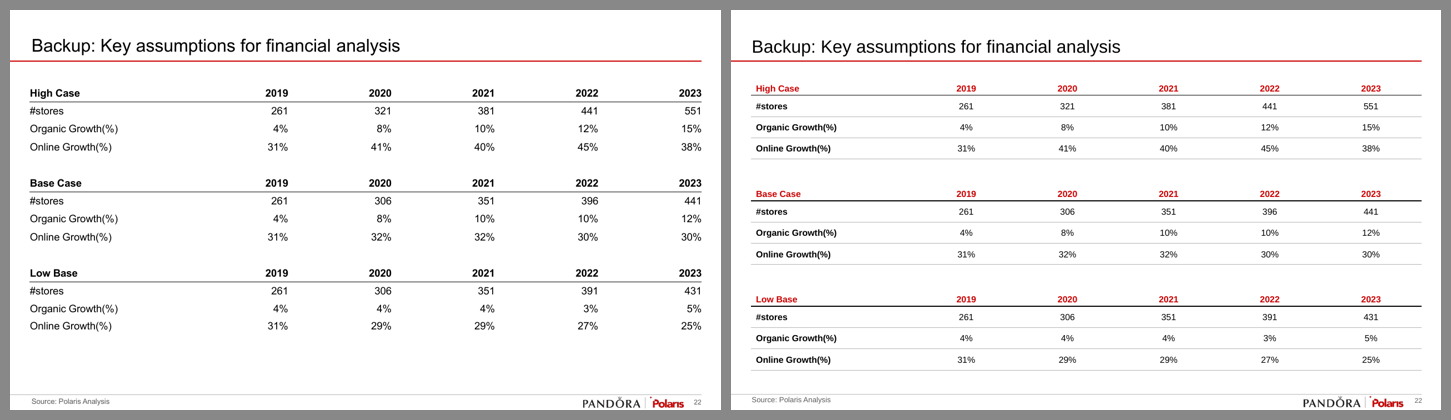 Backup: Key assumptions for financial analysis
High Case 2019 2020 2021 2022 2023
#stores 261 321 381 441 551
Organic Growth(%) 4% 8% 10% 12% 15%
Online Growth(%) 31% 41% 40% 45% 38%
Base Case 2019 2020 2021 2022 2023
#stores 261 306 351 396 441
Organic Growth(%) 4% 8% 10% 10% 12%
Online Growth(%) 31% 32% 32% 30% 30%
Low Base 2019 2020 2021 2022 2023
#stores 261 306 351 391 431
Organic Growth(%) 4% 4% 4% 3% 5%
Online Growth(%) 31% 29% 29% 27% 25%
Source: Polaris Analysis
PANDÖRA Polaris 22
Backup: Key assumptions for financial analysis
High Case 2019 2020 2021 2022 2023
#stores 261 321 381 441 551
Organic Growth(%) 4% 8% 10% 12% 15%
Online Growth(%) 31% 41% 40% 45% 38%
Base Case 2019 2020 2021 2022 2023
#stores 261 306 351 396 441
Organic Growth(%) 4% 8% 10% 10% 12%
Online Growth(%) 31% 32% 32% 30% 30%
Low Base 2019 2020 2021 2022 2023
#stores 261 306 351 391 431
Organic Growth(%) 4% 4% 4% 3% 5%
Online Growth(%) 31% 29% 29% 27% 25%
Source: Polaris Analysis
PANDÖRA Polaris 22